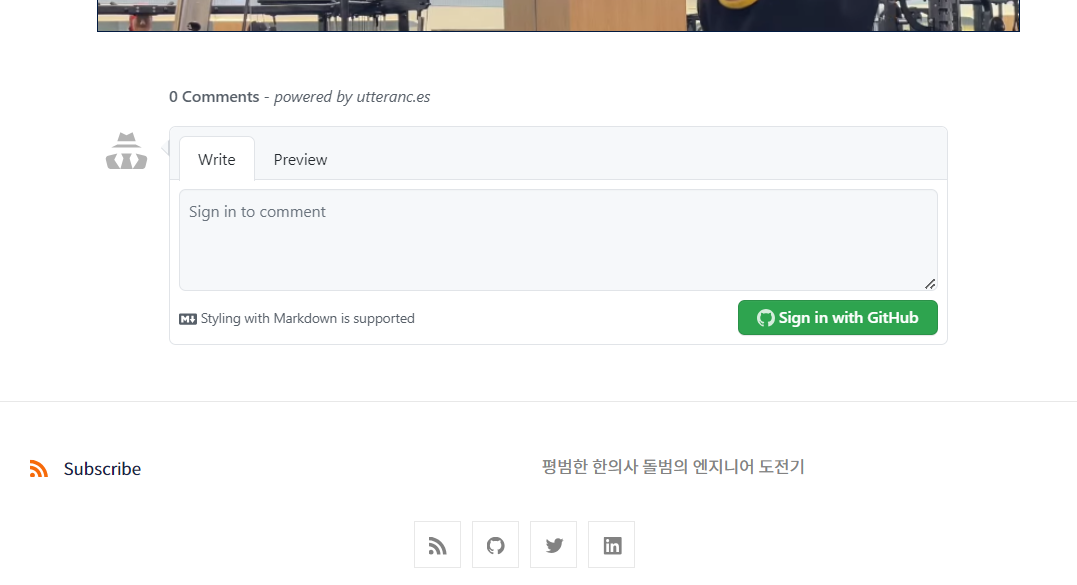 0 Comments - powered by utteranc.es
Write Preview
Sign in to comment
Styling with Markdown is supported
Sign in with GitHub
Subscribe
평범한 한의사 돌범의 엔지니어 도전기